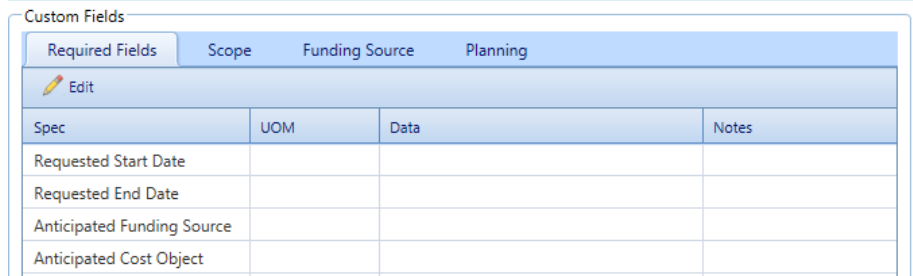 Custom Fields
Required Fields Scope Funding Source Planning
Edit
Spec UOM Data Notes
Requested Start Date
Requested End Date
Anticipated Funding Source
Anticipated Cost Object